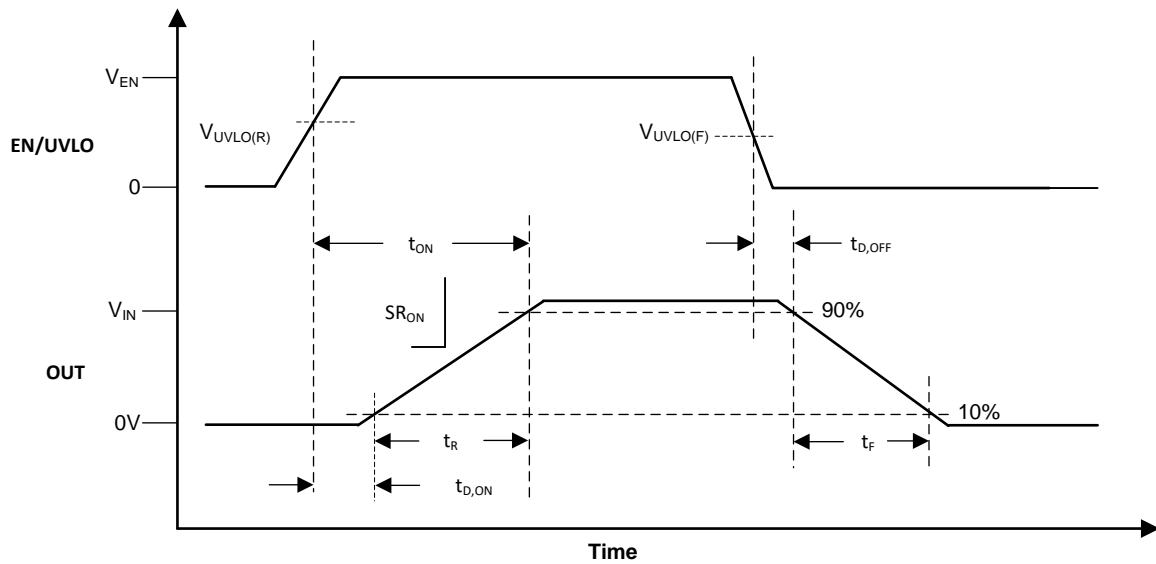 V_EN
V_UVLO(R)
V_UVLO(F)
EN/UVLO
0
t_ON
t_D,OFF
SR_ON
V_IN
90%
OUT
0V
10%
t_R
t_F
t_D,ON
Time